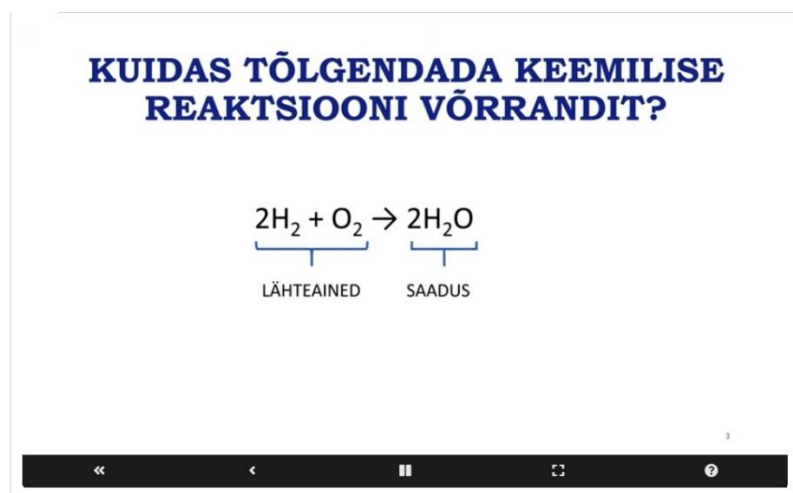 KUIDAS TÕLGENDADA KEEMILISE
REAKTSIOONI VÕRRANDIT?
2H₂ + O₂ → 2H₂O
LÄHTEAINED SAADUS
3